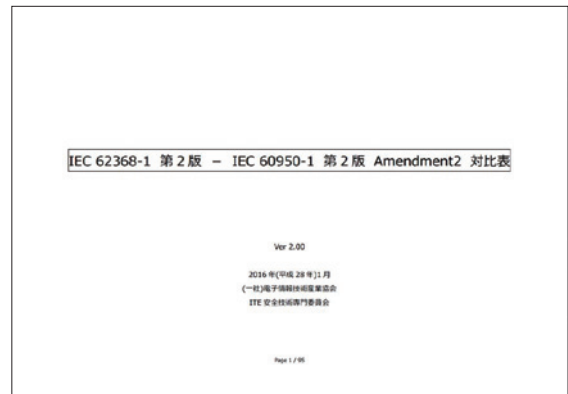 IEC 62368-1 第2版 － IEC 60950-1 第2版 Amendment2 対比表
Ver 2.00
2016年(平成28年)1月
(一社)電子情報技術産業協会
ITE 安全技術専門委員会
Page 1 / 95